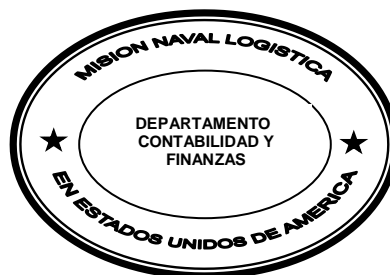 MISION NAVAL LOGISTICA
DEPARTAMENTO
CONTABILIDAD Y
FINANZAS
EN ESTADOS UNIDOS DE AMERICA